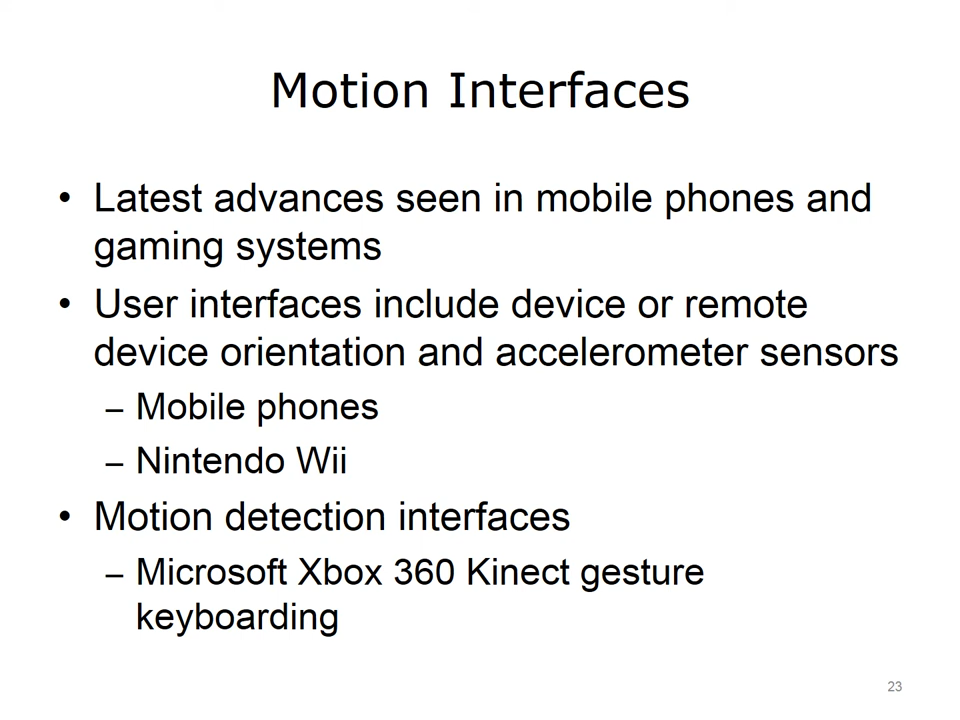 Motion Interfaces
• Latest advances seen in mobile phones and
gaming systems
• User interfaces include device or remote
device orientation and accelerometer sensors
– Mobile phones
– Nintendo Wii
• Motion detection interfaces
– Microsoft Xbox 360 Kinect gesture
keyboarding
23